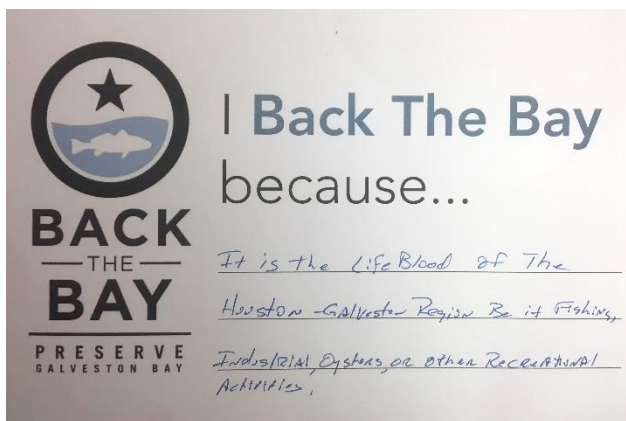 BACK
THE
BAY
PRESERVE
GALVESTON BAY
I Back The Bay
because...
It is the LifeBlood of The
Houston-Galveston Region Be it Fishing,
Industrial, Oysters, or other Recreational
Activities.